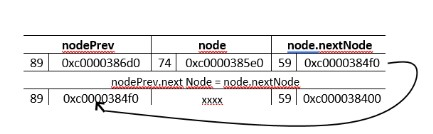 nodePrev node node.nextNode
89 0xc0000386d0 74 0xc0000385e0 59 0xc0000384f0
nodePrev.next Node = node.nextNode
89 0xc0000384f0 xxxx 59 0xc000038400